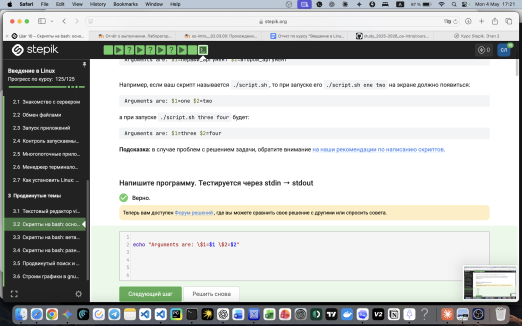 Safari File Edit View History Bookmarks Window Help
97 %
Mon 4 May 17:21
stepik.org
Шаг 10 – Скрипты на bash: осно...
Отчёт о выполнении. Лаборатор...
Отчет по курсу "Введение в Linu...
Курс Stepik. Этап 2
stepik
Введение в Linux
Прогресс по курсу: 125/125
2.1 Знакомство с сервером
2.2 Обмен файлами
2.3 Запуск приложений
2.4 Контроль запускаемы...
2.5 Многопоточные прило...
2.6 Менеджер терминало...
2.7 Как установить Linux: ...
3 Продвинутые темы
3.1 Текстовый редактор vi...
3.2 Скрипты на bash: осно...
3.3 Скрипты на bash: ветв...
3.4 Скрипты на bash: разн...
3.5 Продвинутый поиск и ...
3.6 Строим графики в gnu...
Arguments are: $1=первый_аргумент $2=второй_аргумент
Например, если ваш скрипт называется ./script.sh , то при запуске его ./script.sh one two на экране должно появиться:
Arguments are: $1=one $2=two
а при запуске ./script.sh three four будет:
Arguments are: $1=three $2=four
Подсказка: в случае проблем с решением задачи, обратите внимание на наши рекомендации по написанию скриптов.
Напишите программу. Тестируется через stdin → stdout
Верно.
Теперь вам доступен Форум решений , где вы можете сравнить свое решение с другими или спросить совета.
1
2 echo "Arguments are: \$1=$1 \$2=$2"
3
4
5
6
Следующий шаг
Решить снова